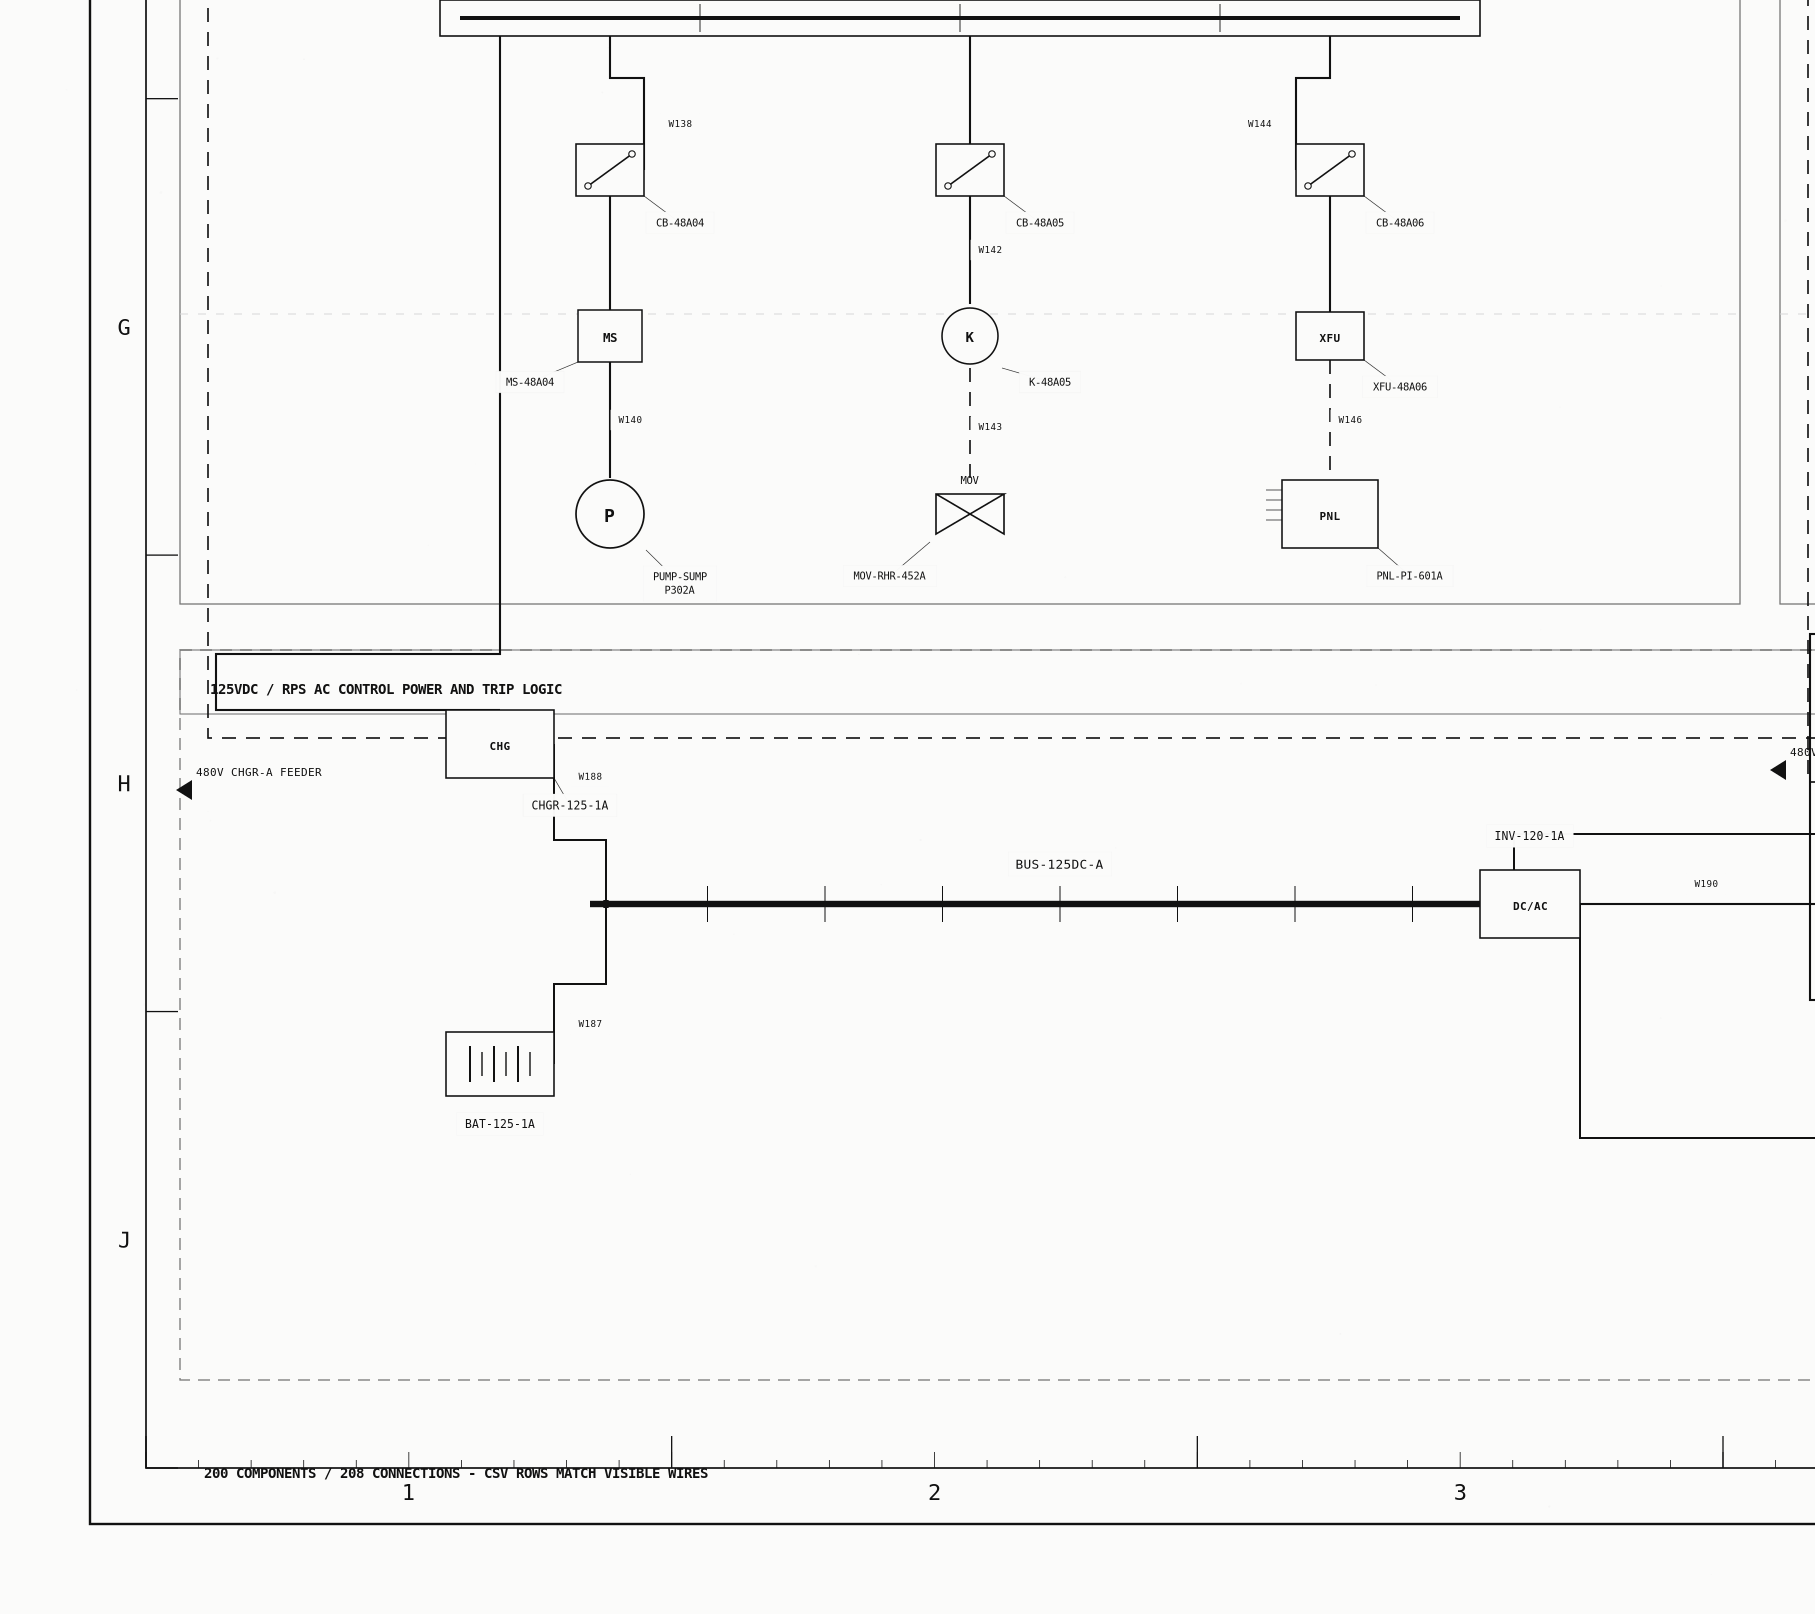 W138
W144
CB-48A04
CB-48A05
CB-48A06
W142
G
MS
K
XFU
MS-48A04
K-48A05
XFU-48A06
W140
W143
W146
MOV
P
PNL
PUMP-SUMP
P302A
MOV-RHR-452A
PNL-PI-601A
125VDC / RPS AC CONTROL POWER AND TRIP LOGIC
CHG
H
480V CHGR-A FEEDER
W188
480V
CHGR-125-1A
INV-120-1A
BUS-125DC-A
W190
DC/AC
W187
BAT-125-1A
J
200 COMPONENTS / 208 CONNECTIONS - CSV ROWS MATCH VISIBLE WIRES
1
2
3